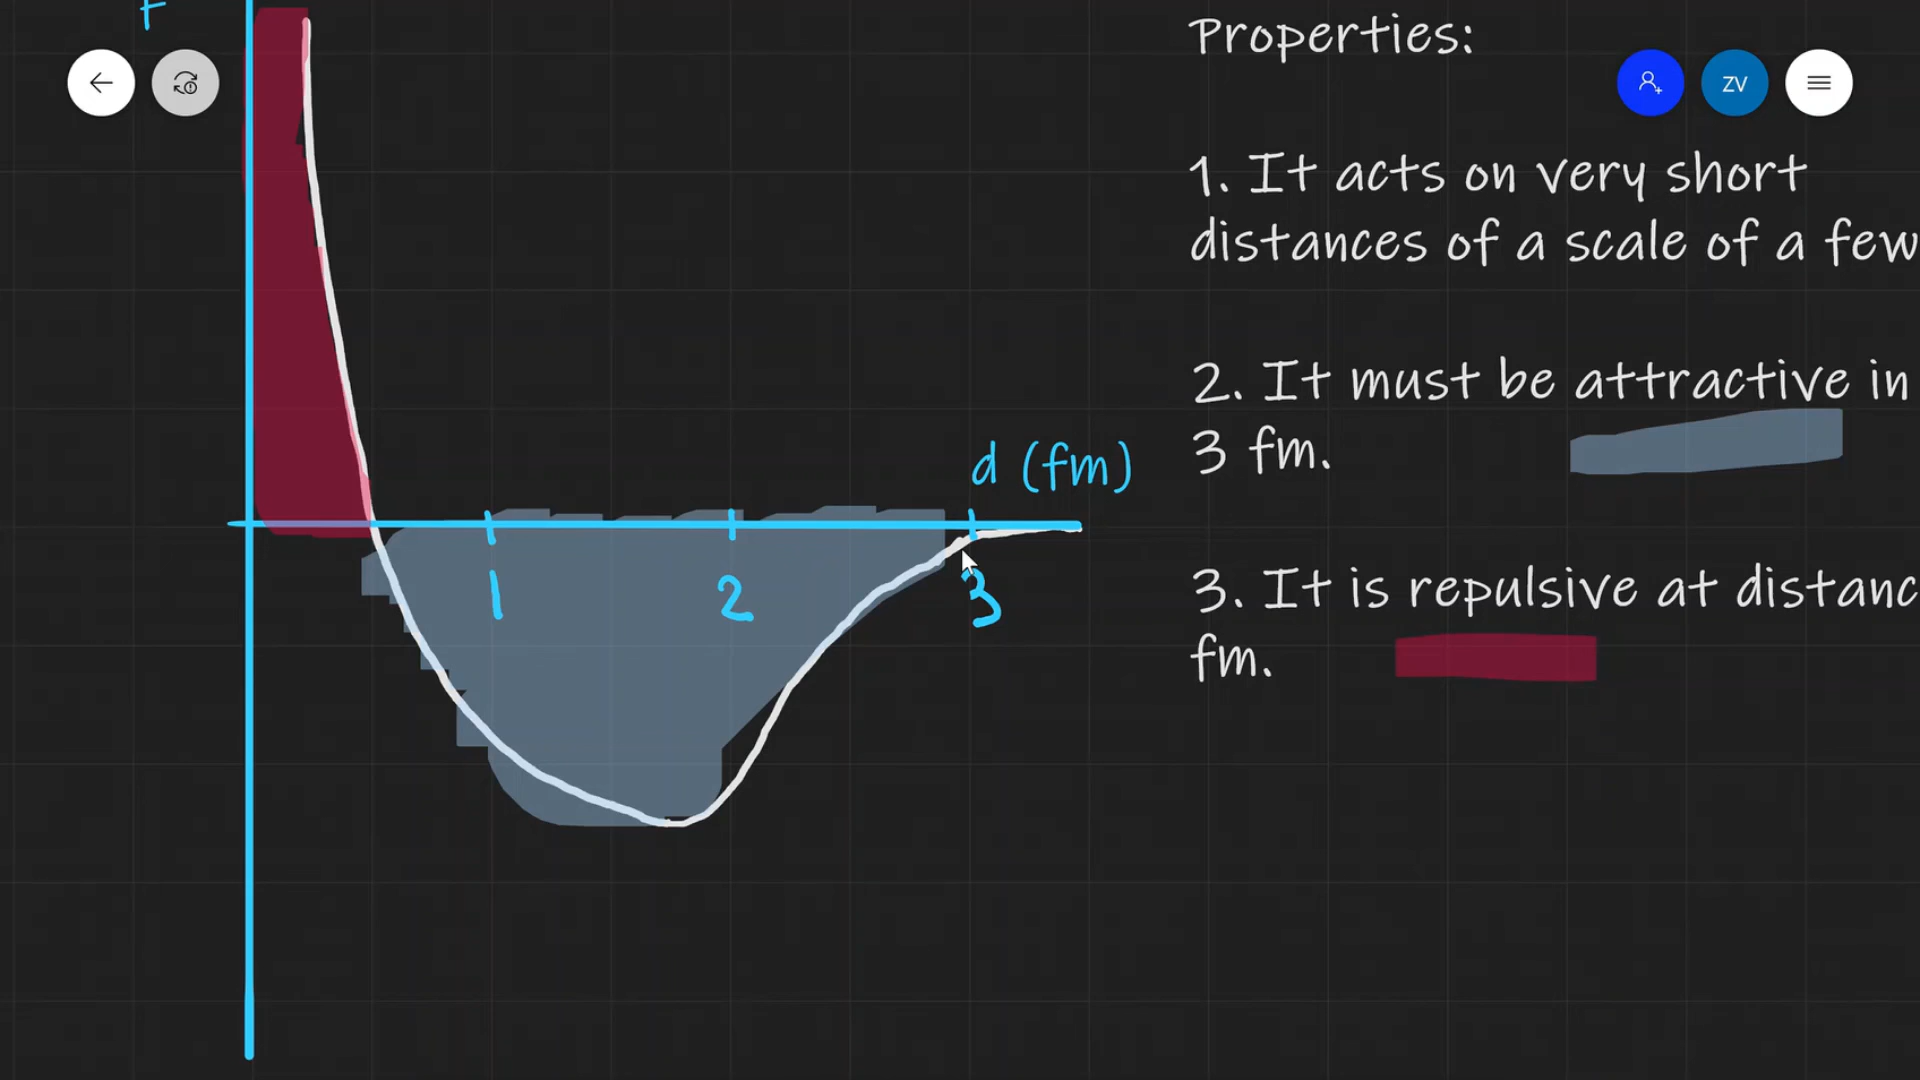 F
Properties:
ZV
1. It acts on very short
distances of a scale of a few
2. It must be attractive in
3 fm.
d (fm)
1
2
3
3. It is repulsive at distanc
fm.